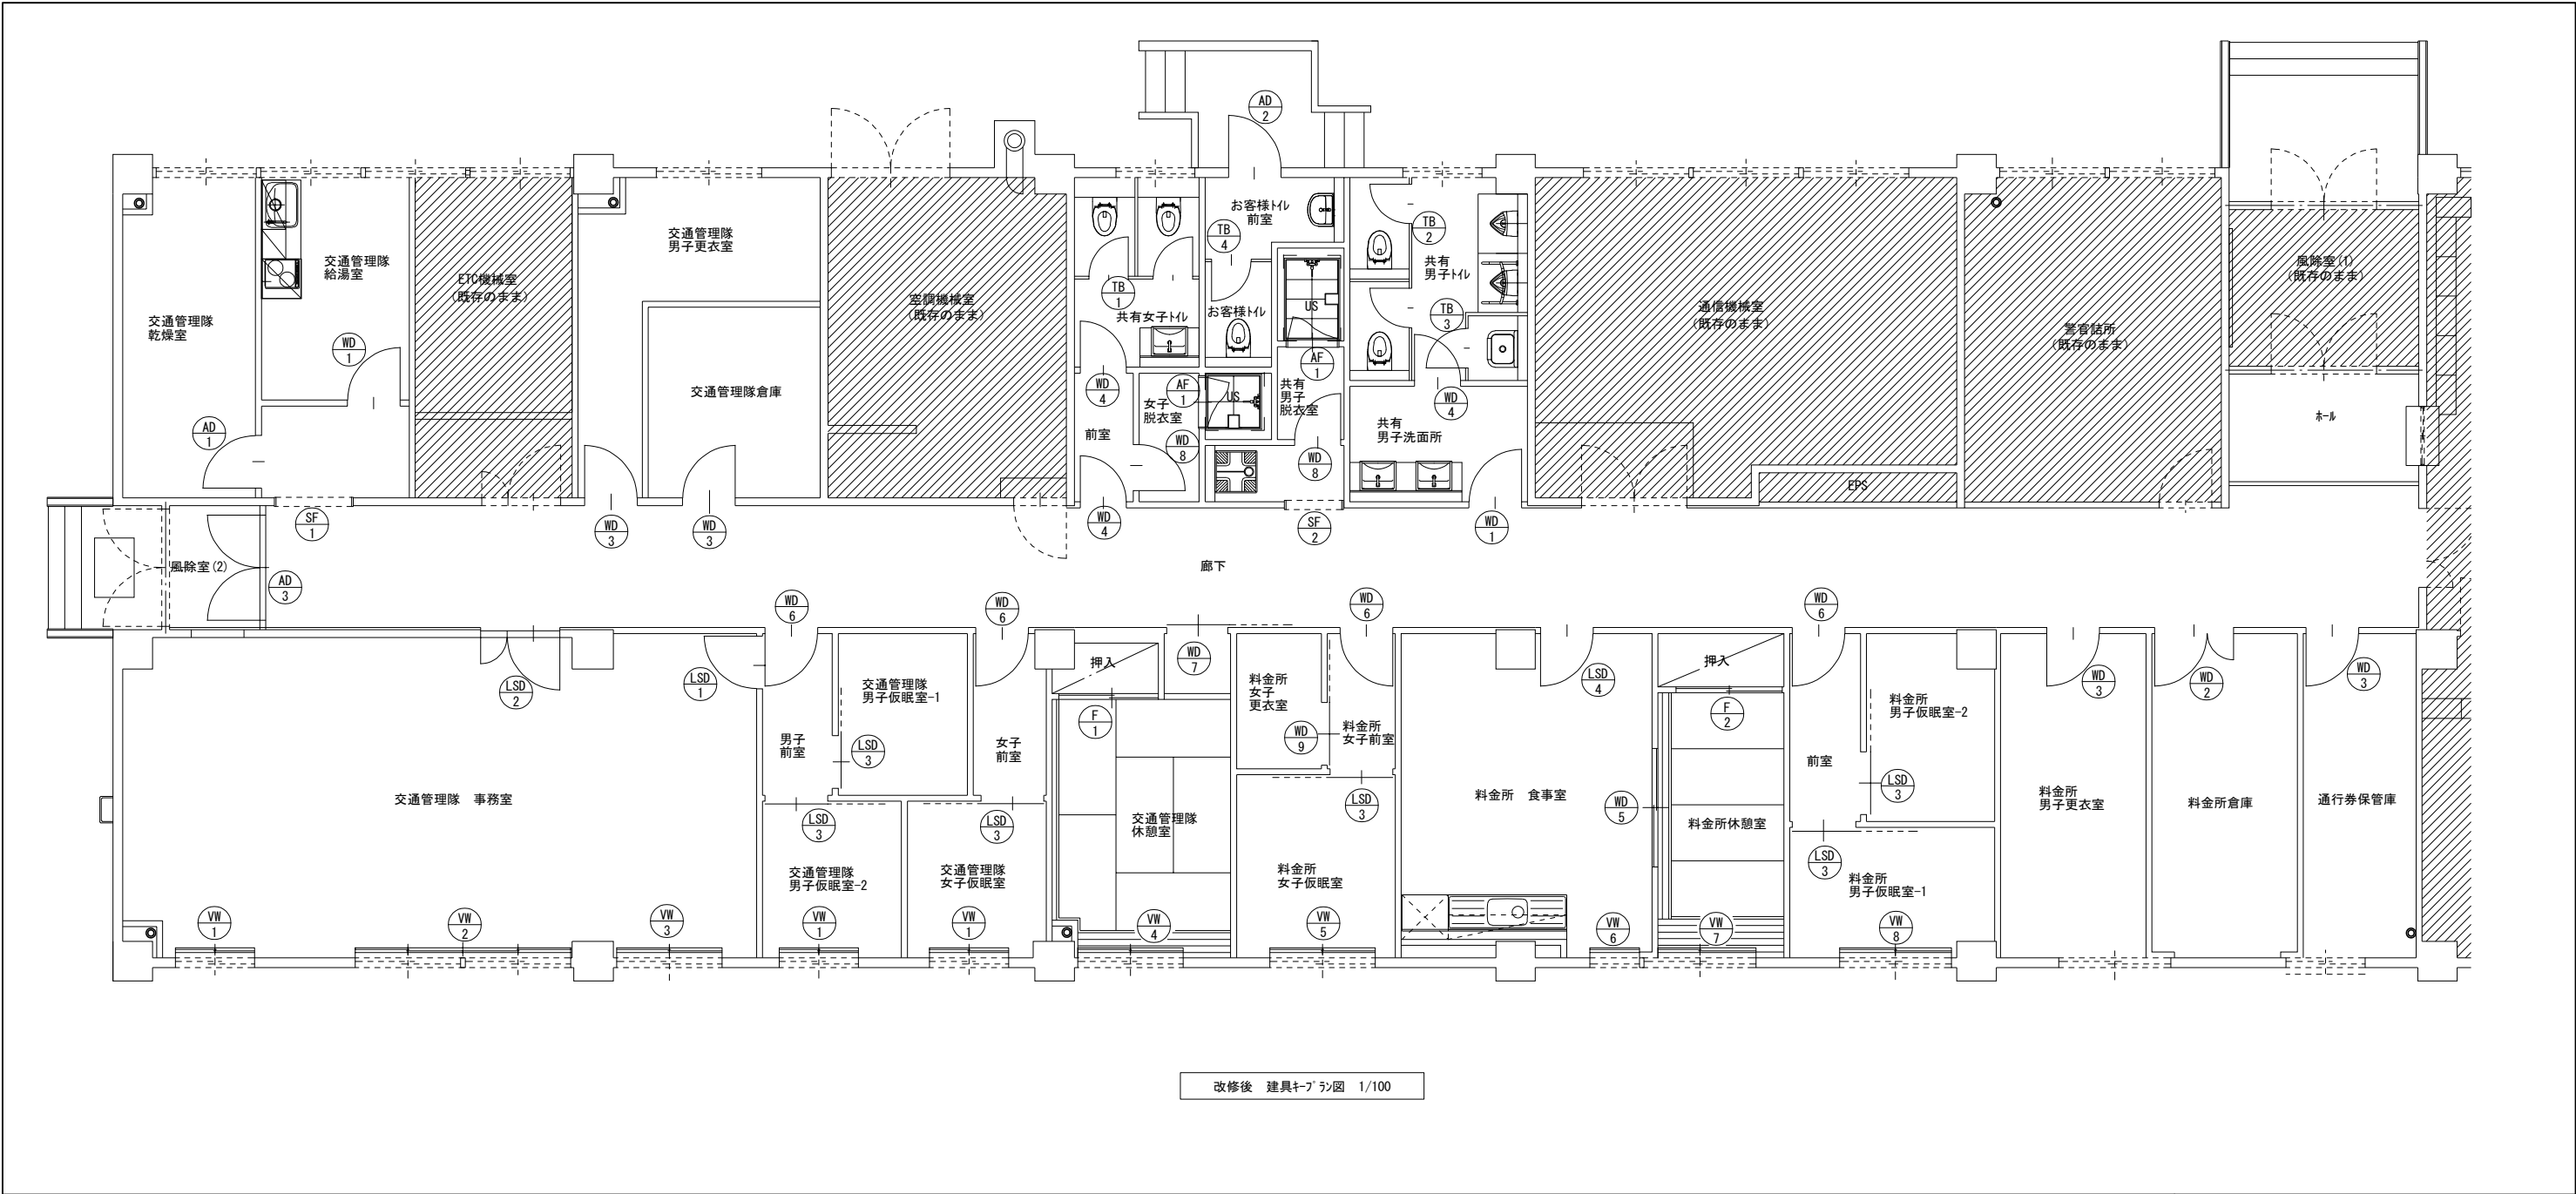 AD
2
お客様ﾄｲﾚ
前室
交通管理隊
男子更衣室
TB
4
TB
2
交通管理隊
給湯室
共有
男子ﾄｲﾚ
風除室(1)
(既存のまま)
ETC機械室
(既存のまま)
空調機械室
(既存のまま)
TB
1
US
通信機械室
(既存のまま)
交通管理隊
乾燥室
共有女子ﾄｲﾚ
お客様ﾄｲﾚ
TB
3
警官詰所
(既存のまま)
WD
1
AF
1
交通管理隊倉庫
WD
4
AF
1
US
共有
男子
脱衣室
WD
4
女子
脱衣室
ﾎｰﾙ
AD
1
前室
WD
8
WD
8
共有
男子洗面所
EPS
SF
1
WD
3
WD
3
WD
4
SF
2
WD
1
風除室(2)
AD
3
廊下
WD
6
WD
6
WD
6
WD
6
LSD
2
LSD
1
交通管理隊
男子仮眠室-1
押入
WD
7
料金所
女子
更衣室
LSD
4
押入
WD
3
WD
2
WD
3
F
1
F
2
料金所
男子仮眠室-2
男子
前室
LSD
3
女子
前室
WD
9
料金所
女子前室
前室
LSD
3
交通管理隊　事務室
LSD
3
LSD
3
交通管理隊
休憩室
LSD
3
料金所　食事室
WD
5
料金所休憩室
料金所
男子更衣室
料金所倉庫
通行券保管庫
交通管理隊
男子仮眠室-2
交通管理隊
女子仮眠室
料金所
女子仮眠室
LSD
3
料金所
男子仮眠室-1
VW
1
VW
2
VW
3
VW
1
VW
1
VW
4
VW
5
VW
6
VW
7
VW
8
改修後　建具ｷｰﾌﾟﾗﾝ図　1/100